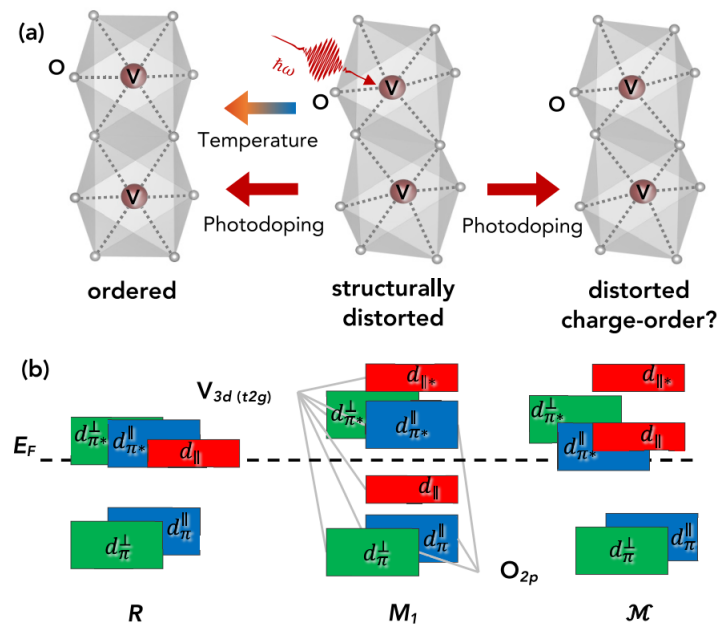 (a)
V
ħω
V
V
O
O
O
Temperature
V
V
V
Photodoping
Photodoping
ordered
structurally
distorted
distorted
charge-order?
(b)
V3d (t2g)
d∥*
d⊥π*
d∥π*
d∥
d⊥π*
d∥π*
d⊥π*
d∥π*
d∥
EF
d∥
d∥π
d⊥π
d∥π
d⊥π
d∥π
d⊥π
O2p
R
M1
ℳ